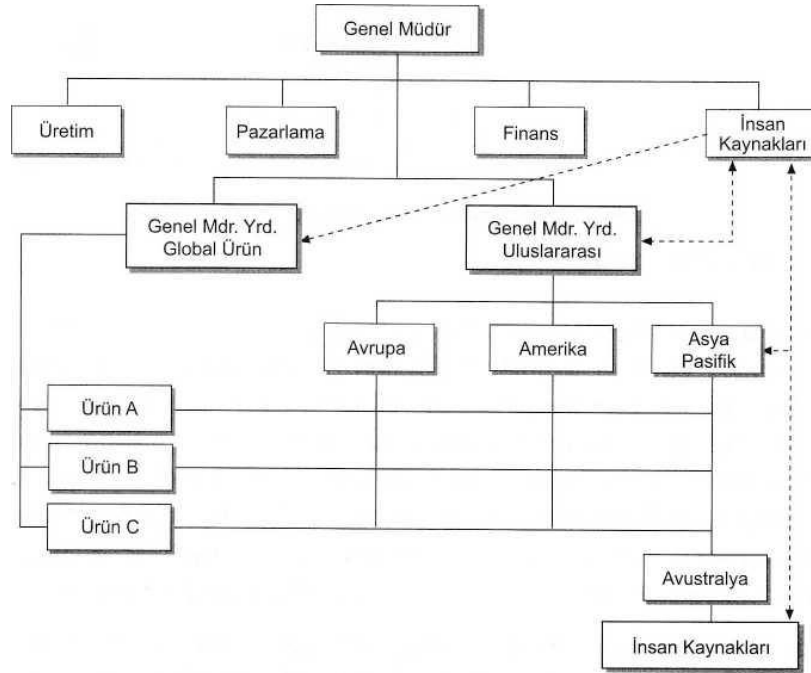 Genel Müdür
Üretim
Pazarlama
Finans
İnsan
Kaynakları
Genel Mdr. Yrd.
Global Ürün
Genel Mdr. Yrd.
Uluslararası
Avrupa
Amerika
Asya
Pasifik
Ürün A
Ürün B
Ürün C
Avustralya
İnsan Kaynakları